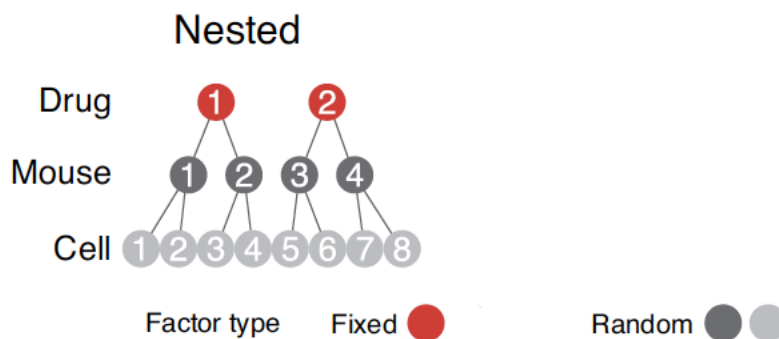 Nested
Drug 1 2
Mouse 1 2 3 4
Cell 1 2 3 4 5 6 7 8
Factor type Fixed Random